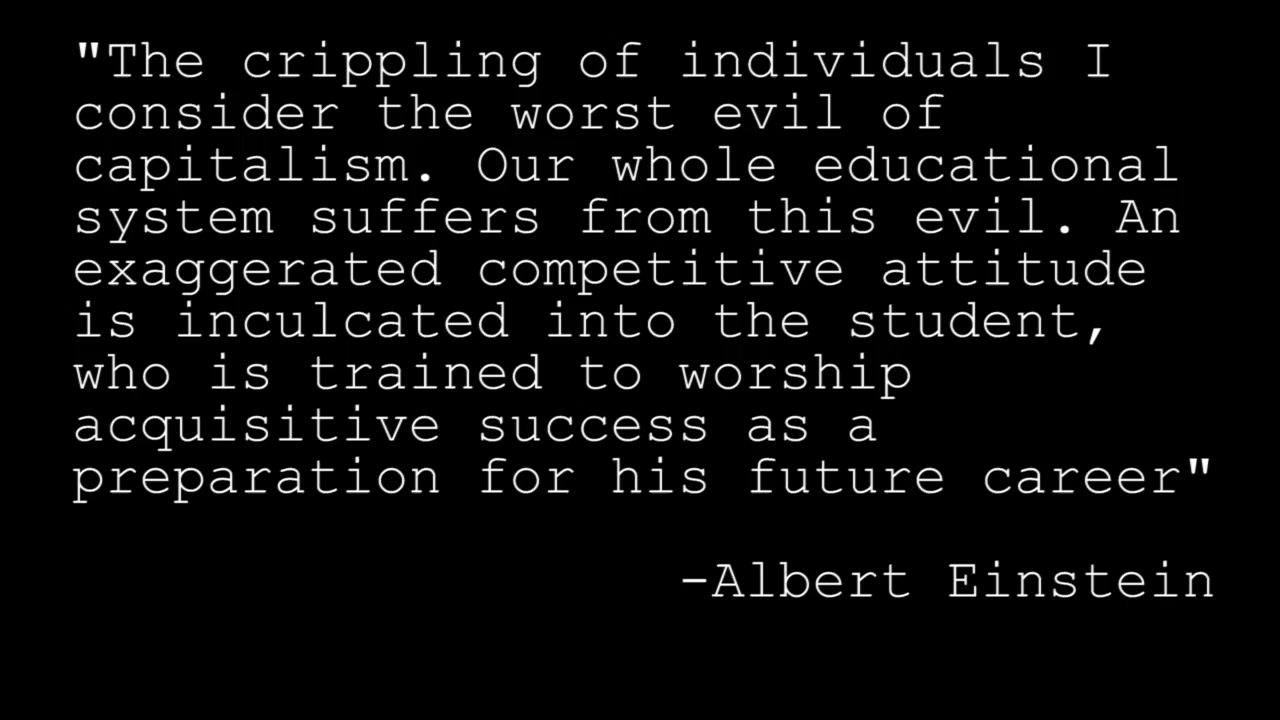 "The crippling of individuals I
consider the worst evil of
capitalism. Our whole educational
system suffers from this evil. An
exaggerated competitive attitude
is inculcated into the student,
who is trained to worship
acquisitive success as a
preparation for his future career"
-Albert Einstein